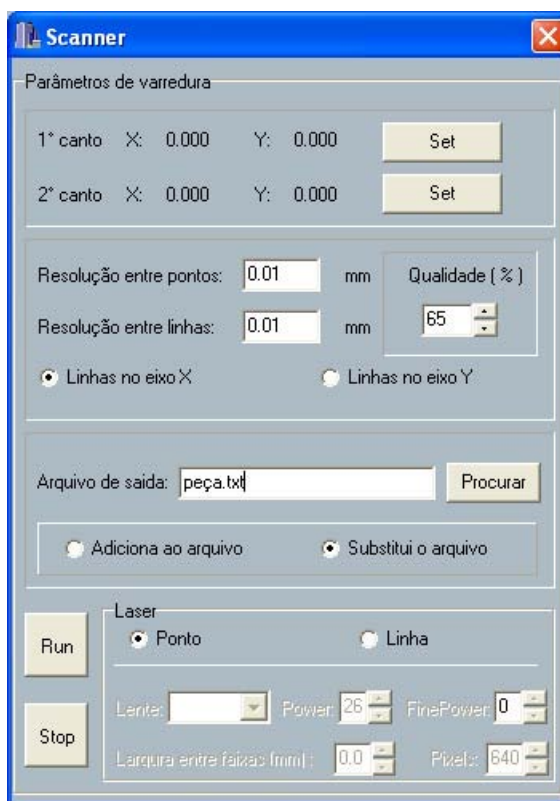 Scanner
Parâmetros de varredura
1° canto X: 0.000 Y: 0.000 Set
2° canto X: 0.000 Y: 0.000 Set
Resolução entre pontos: 0.01 mm Qualidade ( % )
Resolução entre linhas: 0.01 mm 65
Linhas no eixo X Linhas no eixo Y
Arquivo de saida: peça.txt Procurar
Adiciona ao arquivo Substitui o arquivo
Laser
Run Ponto Linha
Stop Lente: Power: 26 FinePower: 0
Largura entre faixas (mm) : 0.0 Pixels: 640